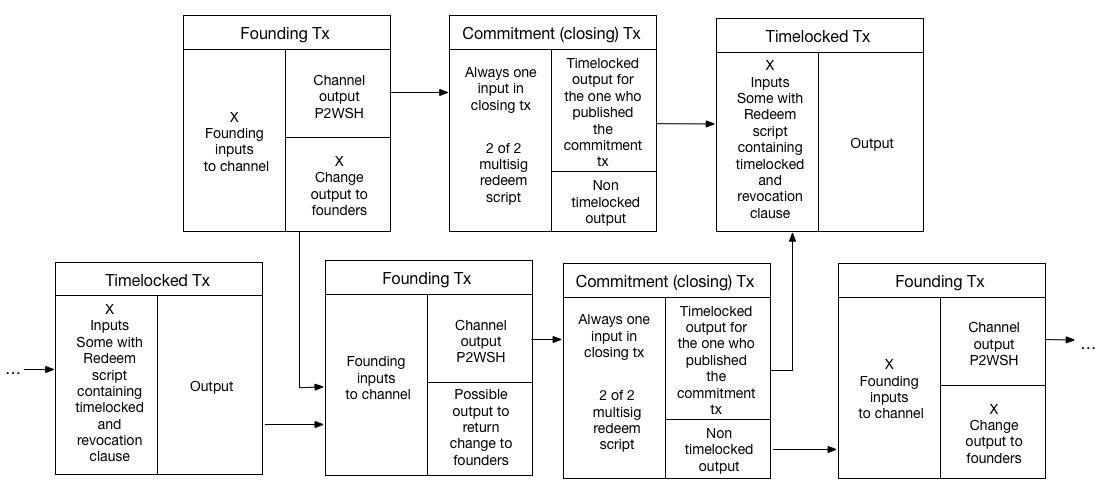 Founding Tx
X
Founding
inputs
to channel
Channel
output
P2WSH
X
Change
output to
founders
Commitment (closing) Tx
Always one
input in
closing tx
2 of 2
multisig
redeem
script
Timelocked
output for
the one who
published
the
commitment
tx
Non
timelocked
output
Timelocked Tx
X
Inputs
Some with
Redeem
script
containing
timelocked
and
revocation
clause
Output
...
Timelocked Tx
X
Inputs
Some with
Redeem
script
containing
timelocked
and
revocation
clause
Output
Founding Tx
Founding
inputs
to channel
Channel
output
P2WSH
Possible
output to
return
change to
founders
Commitment (closing) Tx
Always one
input in
closing tx
2 of 2
multisig
redeem
script
Timelocked
output for
the one who
published
the
commitment
tx
Non
timelocked
output
Founding Tx
X
Founding
inputs
to channel
Channel
output
P2WSH
X
Change
output to
founders
...